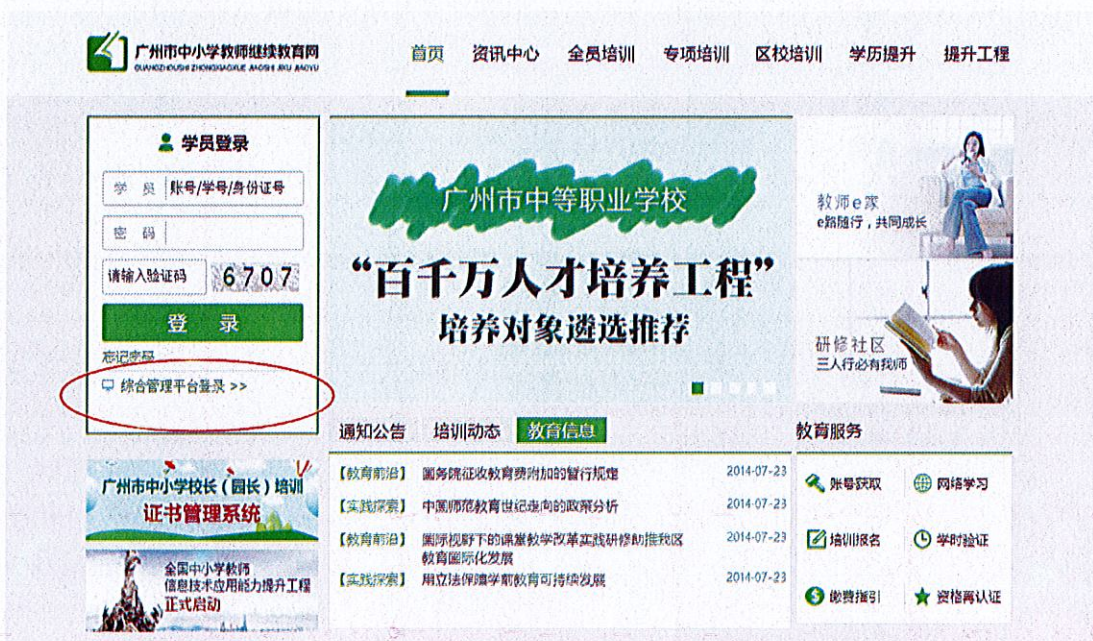 广州市中小学教师继续教育网
首页 资讯中心 全员培训 专项培训 区校培训 学历提升 提升工程
学员登录
学 员 账号/学号/身份证号
密 码
请输入验证码 6707
登 录
忘记密码
综合管理平台登录 >>
广州市中等职业学校
“百千万人才培养工程”
培养对象遴选推荐
教师e家
e路随行，共同成长
研修社区
三人行必有我师
通知公告 培训动态 教育信息
【教育前沿】 国务院征收教育费附加的暂行规定 2014-07-23
【实践探索】 中国师范教育世纪走向的政策分析 2014-07-23
【教育前沿】 国际视野下的课堂教学改革实践研修助推我区 2014-07-23
教育国际化发展
【实践探索】 用立法保障学前教育可持续发展 2014-07-23
教育服务
账号获取 网络学习
培训报名 学时验证
缴费指引 资格再认证
广州市中小学校长（园长）培训
证书管理系统
全国中小学教师
信息技术应用能力提升工程
正式启动